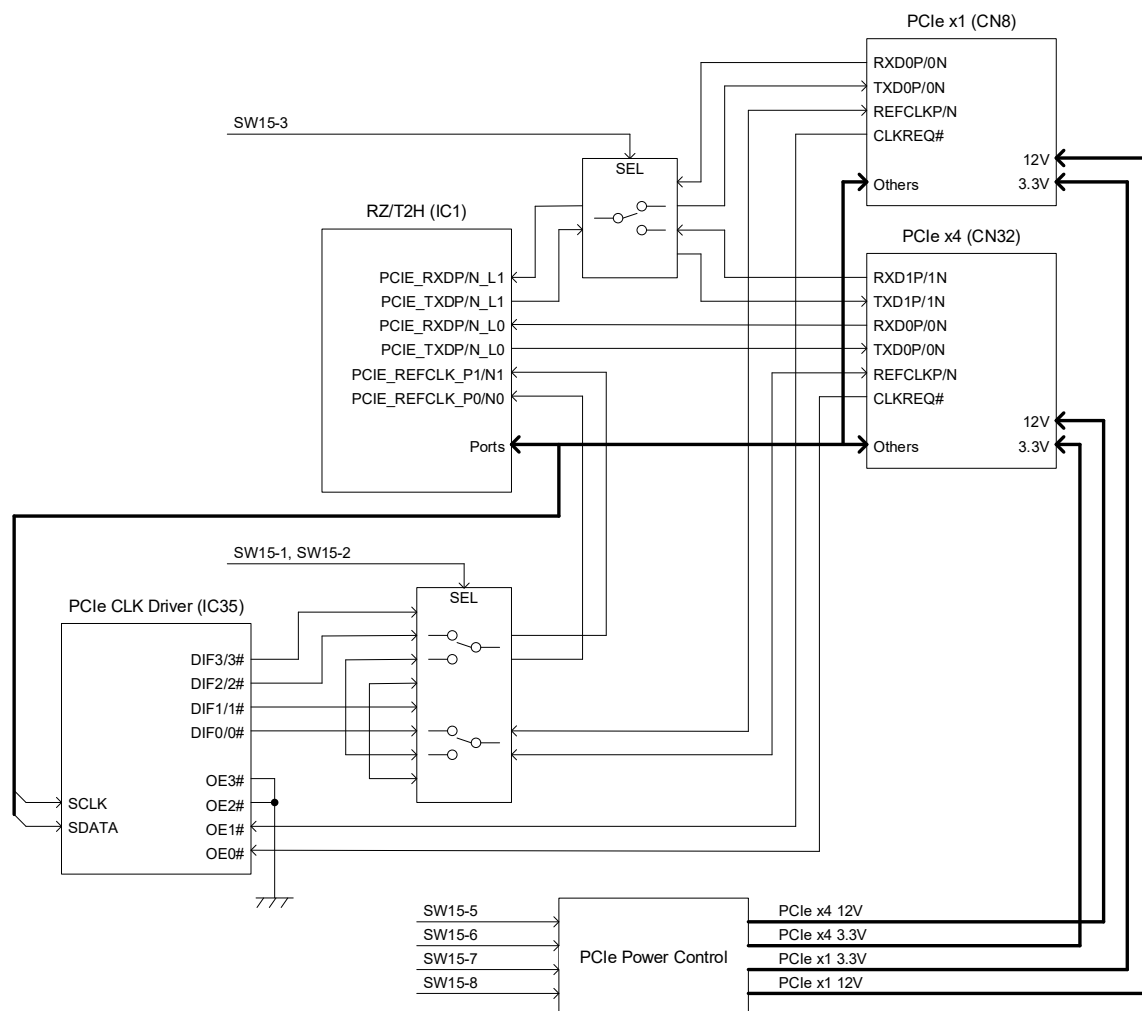 PCIe x1 (CN8)
RXD0P/0N
TXD0P/0N
REFCLKP/N
CLKREQ#
12V
Others
3.3V
SW15-3
SEL
RZ/T2H (IC1)
PCIE_RXDP/N_L1
PCIE_TXDP/N_L1
PCIE_RXDP/N_L0
PCIE_TXDP/N_L0
PCIE_REFCLK_P1/N1
PCIE_REFCLK_P0/N0
Ports
PCIe x4 (CN32)
RXD1P/1N
TXD1P/1N
RXD0P/0N
TXD0P/0N
REFCLKP/N
CLKREQ#
12V
Others
3.3V
SW15-1, SW15-2
SEL
PCIe CLK Driver (IC35)
DIF3/3#
DIF2/2#
DIF1/1#
DIF0/0#
OE3#
SCLK
OE2#
SDATA
OE1#
OE0#
SW15-5
SW15-6
SW15-7
SW15-8
PCIe Power Control
PCIe x4 12V
PCIe x4 3.3V
PCIe x1 3.3V
PCIe x1 12V